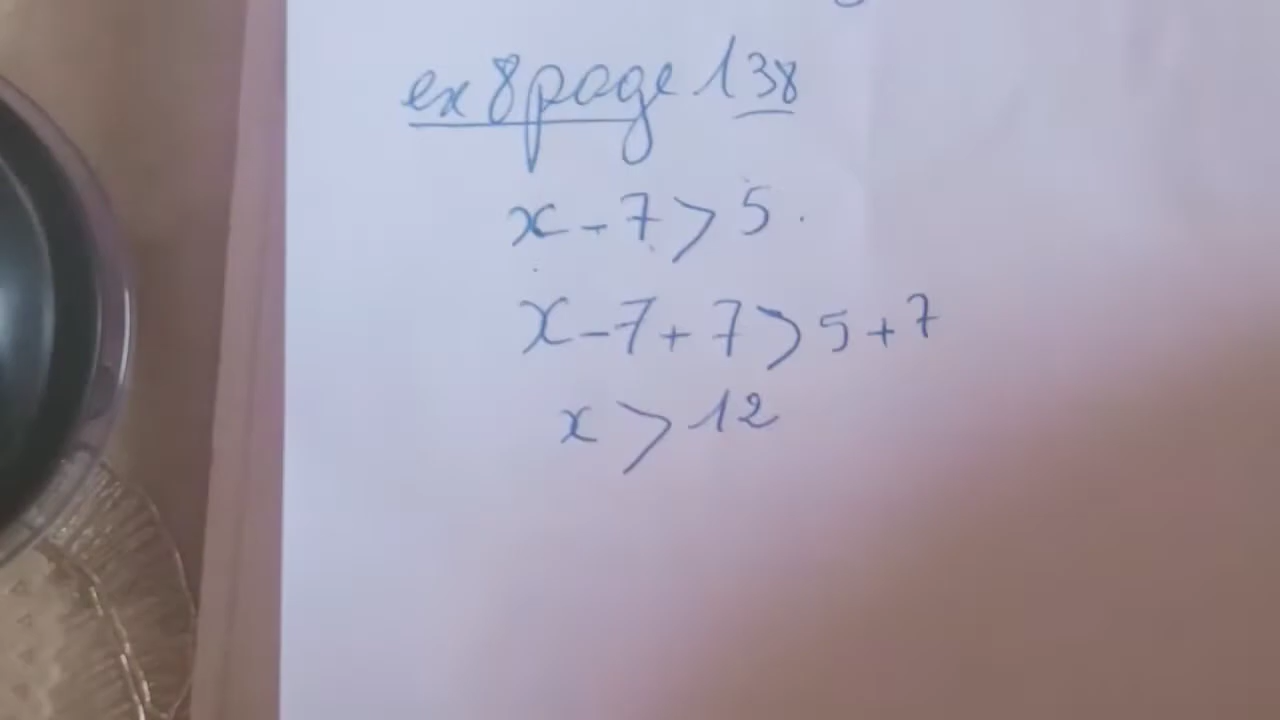 ex 8 page 138
x - 7 > 5.
x - 7 + 7 > 5 + 7
x > 12